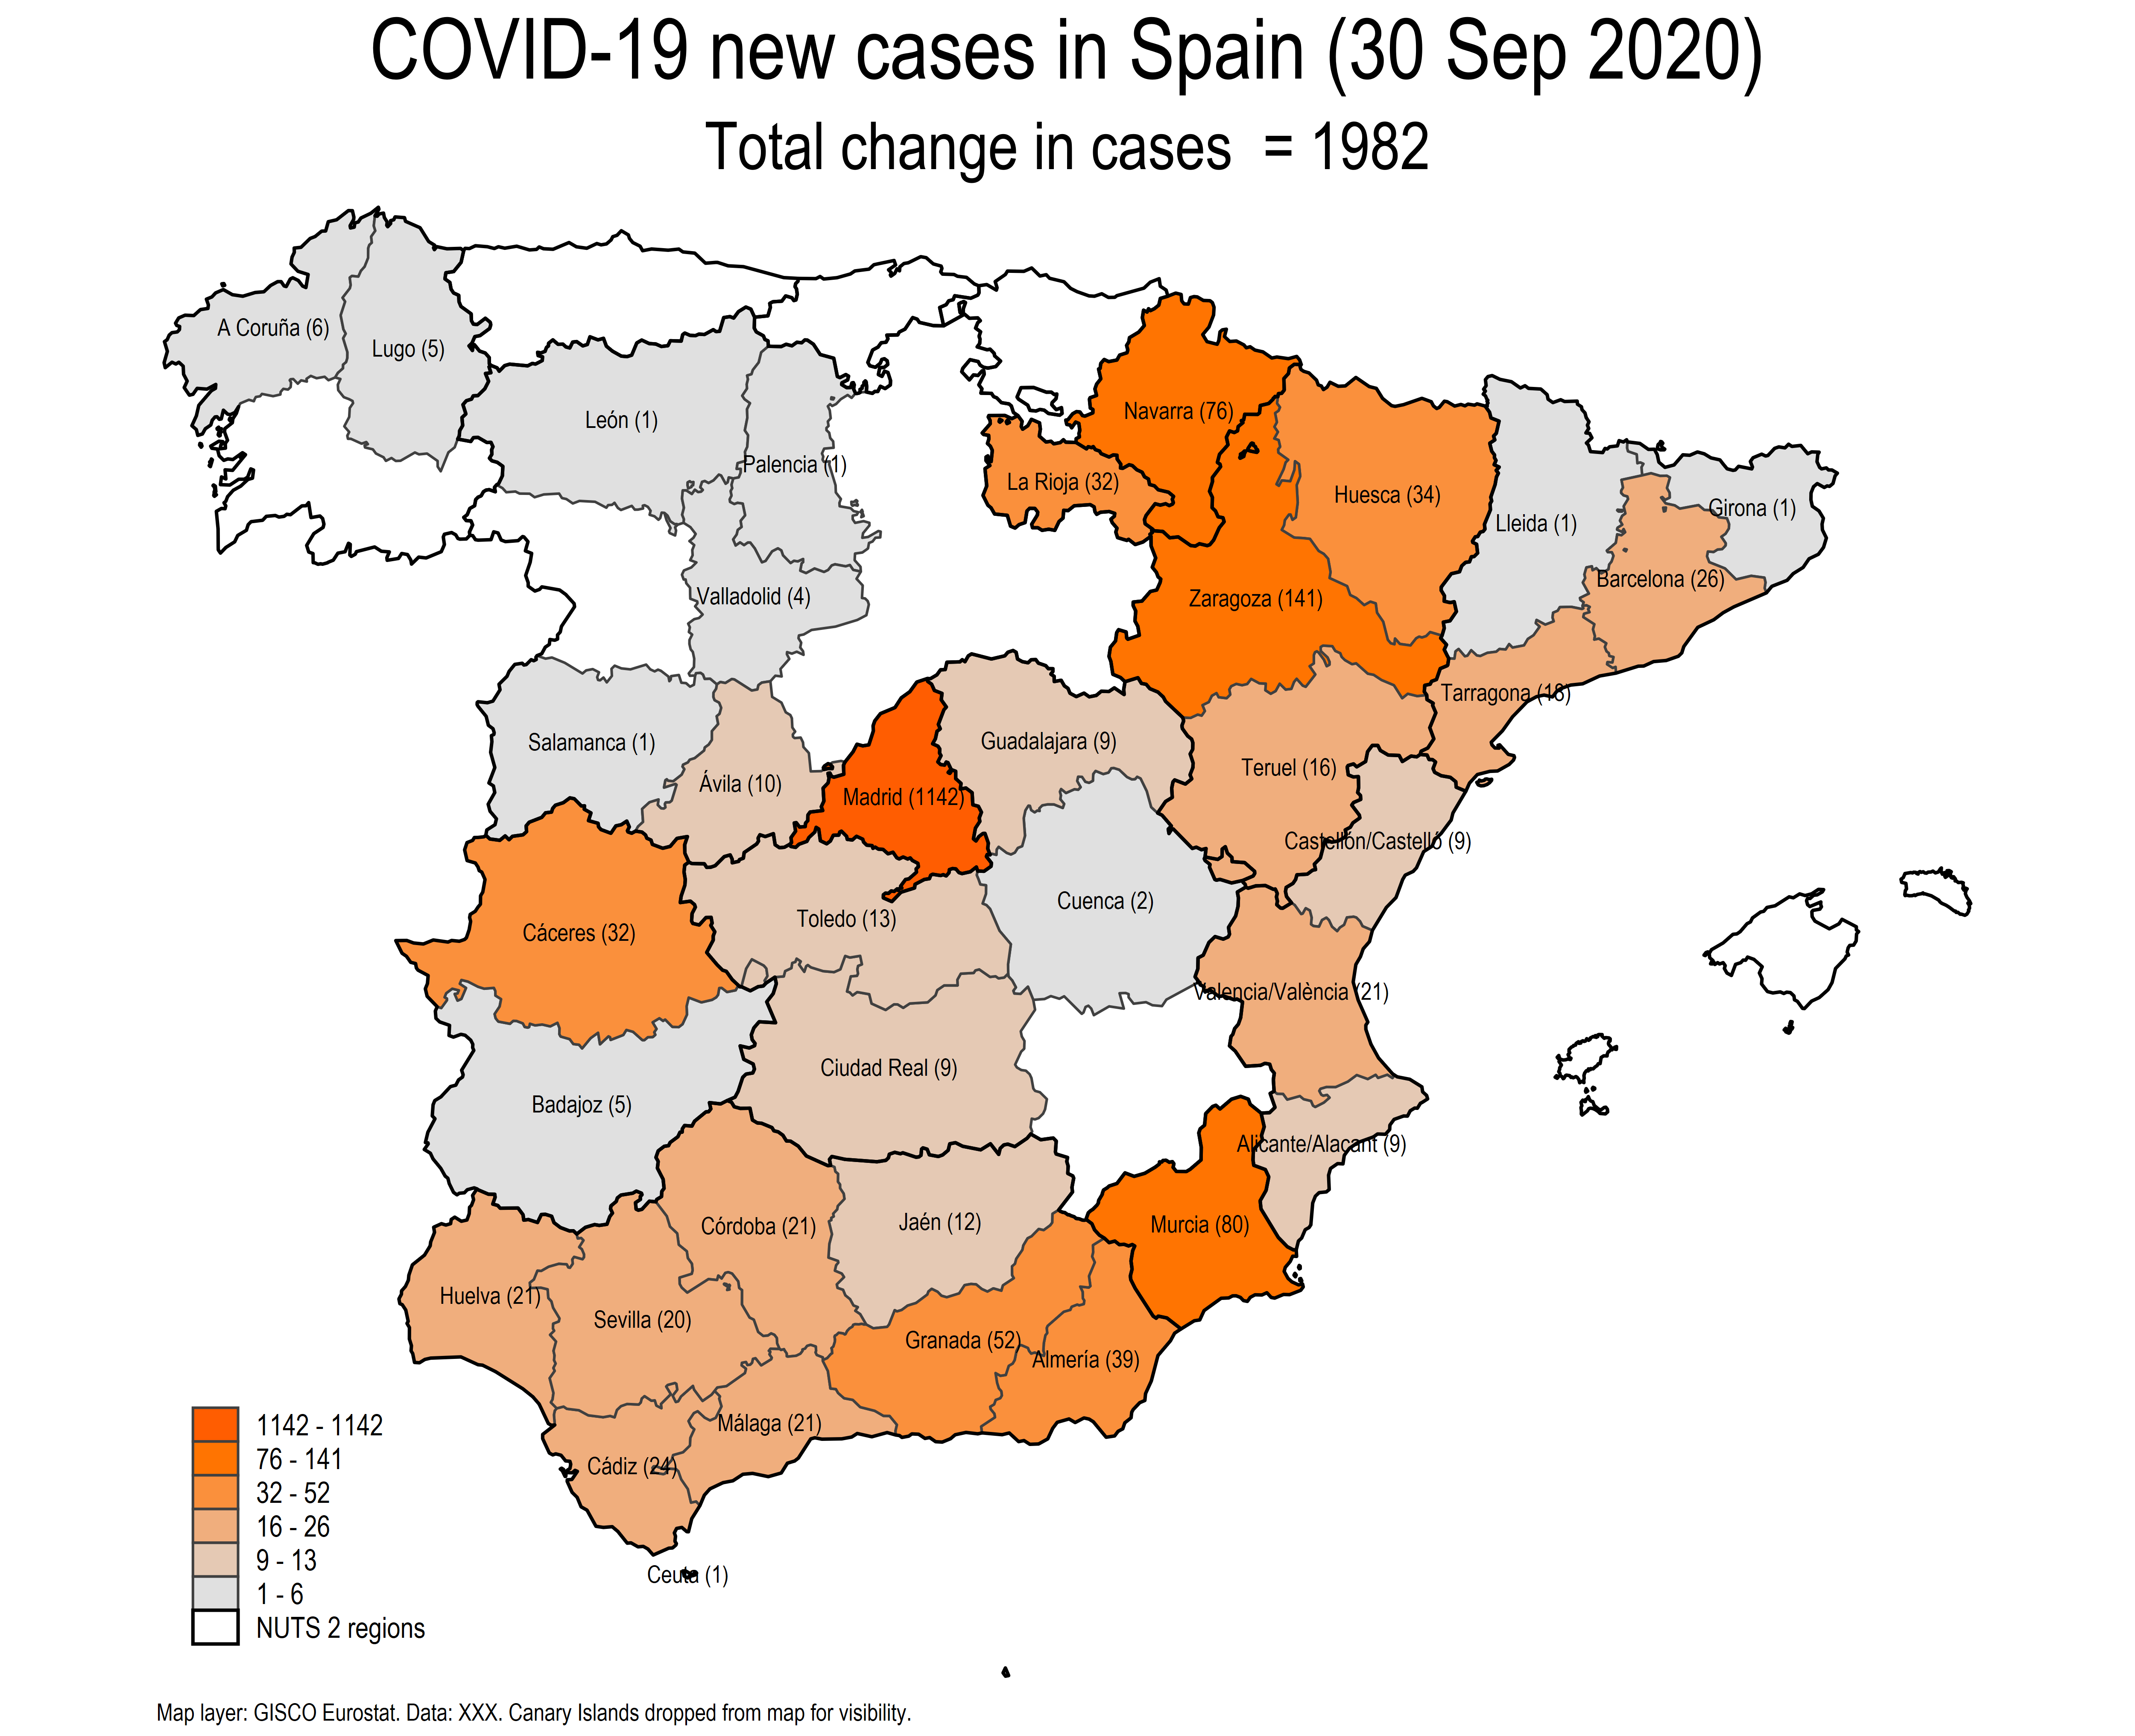 COVID-19 new cases in Spain (30 Sep 2020)
Total change in cases = 1982
A Coruña (6)
Lugo (5)
León (1)
Palencia (1)
Navarra (76)
La Rioja (32)
Huesca (34)
Lleida (1)
Girona (1)
Barcelona (26)
Valladolid (4)
Zaragoza (141)
Tarragona (18)
Salamanca (1)
Ávila (10)
Madrid (1142)
Guadalajara (9)
Teruel (16)
Castellón/Castelló (9)
Cáceres (32)
Toledo (13)
Cuenca (2)
Valencia/València (21)
Ciudad Real (9)
Badajoz (5)
Alicante/Alacant (9)
Córdoba (21)
Jaén (12)
Murcia (80)
Huelva (21)
Sevilla (20)
Granada (52)
Almería (39)
Málaga (21)
Cádiz (24)
Ceuta (1)
1142 - 1142
76 - 141
32 - 52
16 - 26
9 - 13
1 - 6
NUTS 2 regions
Map layer: GISCO Eurostat. Data: XXX. Canary Islands dropped from map for visibility.